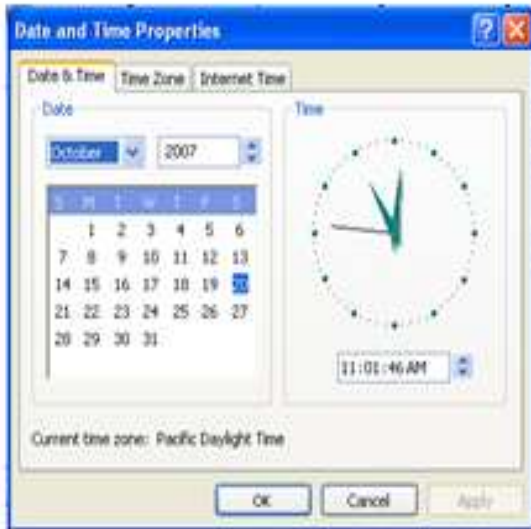 Date and Time Properties
Date & Time Time Zone Internet Time
Date
Time
October 2007
S M T W T F S
1 2 3 4 5 6
7 8 9 10 11 12 13
14 15 16 17 18 19 20
21 22 23 24 25 26 27
28 29 30 31
11:01:46 AM
Current time zone: Pacific Daylight Time
OK Cancel Apply